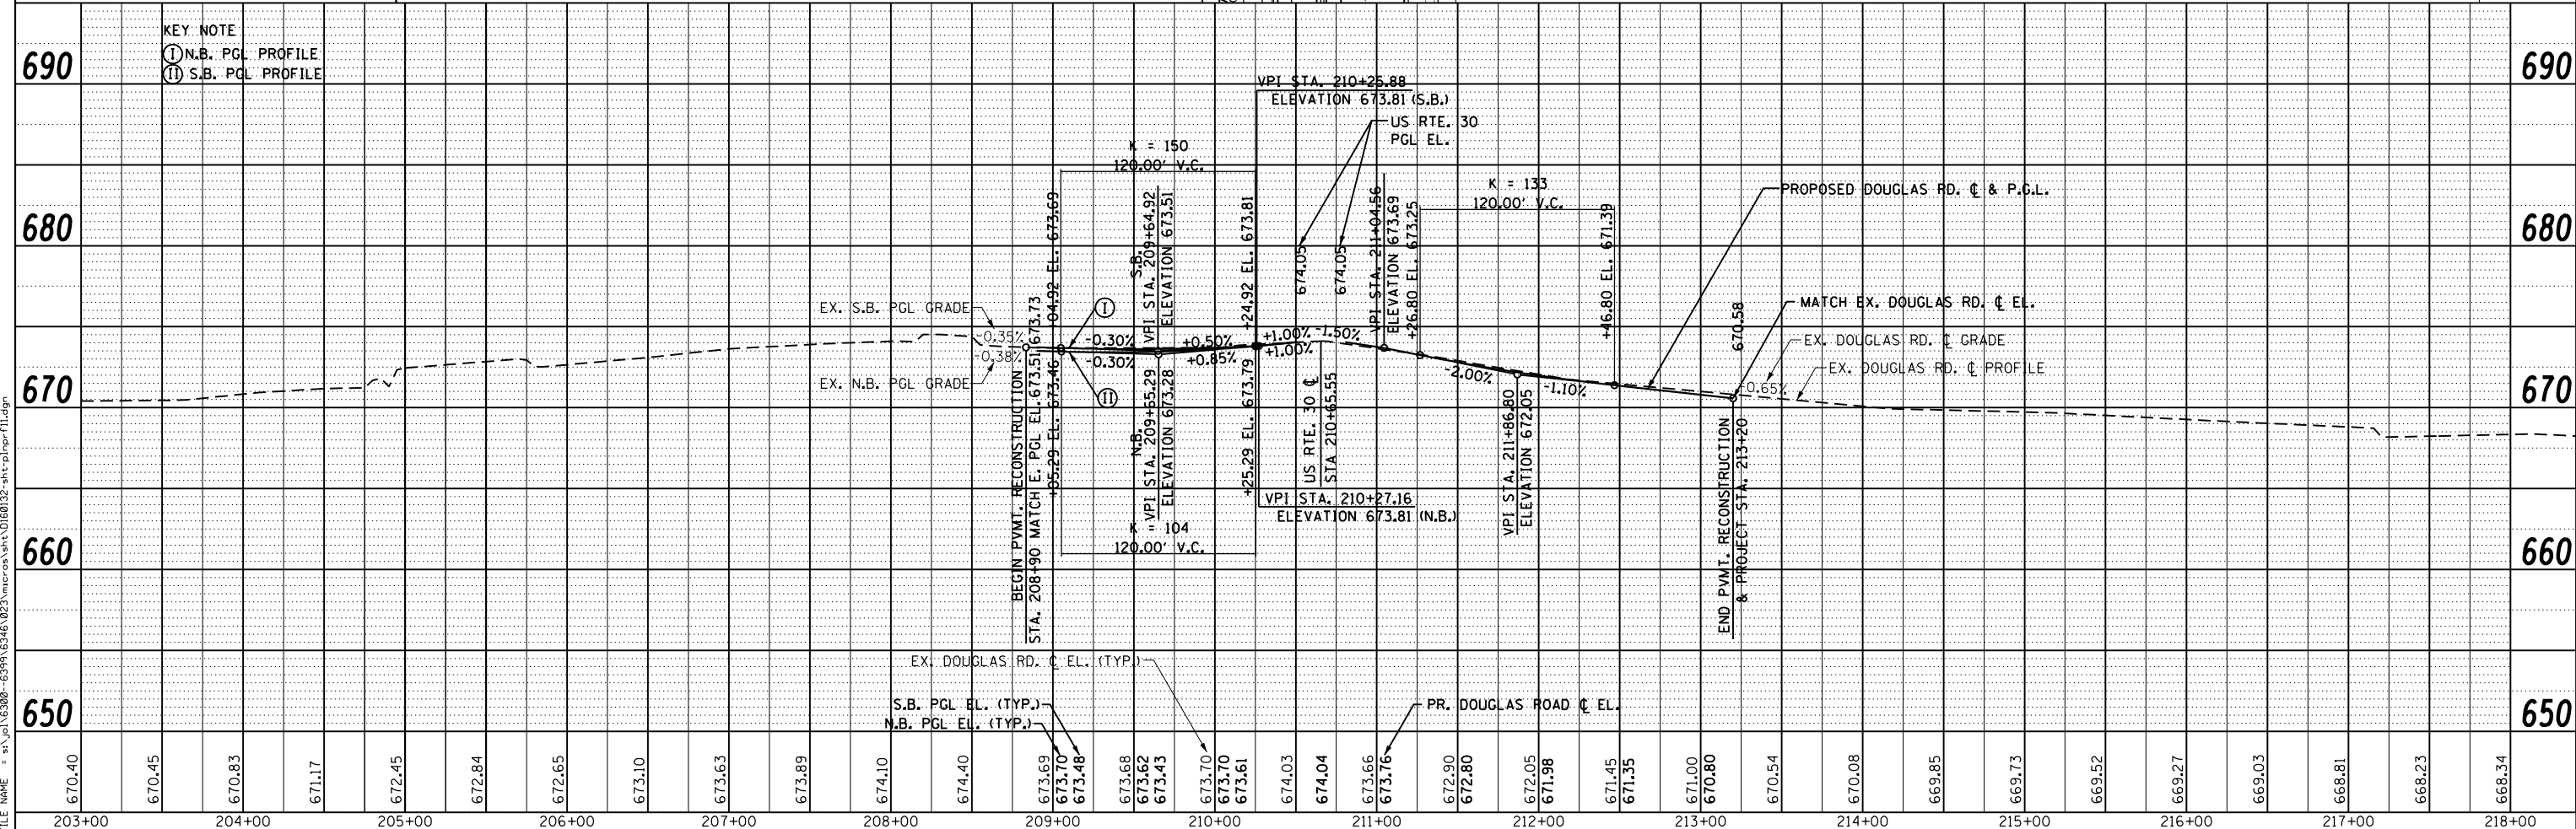 KEY NOTE
I N.B. PGL PROFILE
II S.B. PGL PROFILE
690
690
680
680
670
670
660
660
650
650
VPI STA. 210+25.88
ELEVATION 673.81 (S.B.)
US RTE. 30
PGL EL.
K = 150
120.00' V.C.
K = 133
120.00' V.C.
PROPOSED DOUGLAS RD. ℄ & P.G.L.
MATCH EX. DOUGLAS RD. ℄ EL.
EX. DOUGLAS RD. ℄ GRADE
EX. DOUGLAS RD. ℄ PROFILE
EX. S.B. PGL GRADE
EX. N.B. PGL GRADE
-0.35%
-0.38%
673.73
BEGIN PVMT. RECONSTRUCTION
STA. 208+90 MATCH E. PGL EL. 673.51
+04.92 EL. 673.69
+05.29 EL. 673.46
I
II
-0.30%
-0.30%
S.B.
VPI STA. 209+64.92
ELEVATION 673.51
N.B.
VPI STA. 209+65.29
ELEVATION 673.28
+0.50%
+0.85%
+24.92 EL. 673.81
+25.29 EL. 673.79
+1.00%
+1.00%
-1.50%
674.05
674.05
US RTE. 30 ℄
STA 210+65.55
VPI STA. 211+04.56
ELEVATION 673.69
+26.80 EL. 673.25
-2.00%
VPI STA. 211+86.80
ELEVATION 672.05
-1.10%
+46.80 EL. 671.39
670.58
-0.65%
END PVMT. RECONSTRUCTION
& PROJECT STA. 213+20
VPI STA. 210+27.16
ELEVATION 673.81 (N.B.)
K = 104
120.00' V.C.
EX. DOUGLAS RD. ℄ EL. (TYP.)
S.B. PGL EL. (TYP.)
N.B. PGL EL. (TYP.)
PR. DOUGLAS ROAD ℄ EL.
670.40
670.45
670.83
671.17
672.45
672.84
672.65
673.10
673.63
673.89
674.10
674.40
673.69
673.70
673.48
673.68
673.62
673.43
673.70
673.70
673.61
674.03
674.04
673.66
673.76
672.90
672.80
672.05
671.98
671.45
671.35
671.00
670.80
670.54
670.08
669.85
669.73
669.52
669.27
669.03
668.81
668.23
668.34
203+00
204+00
205+00
206+00
207+00
208+00
209+00
210+00
211+00
212+00
213+00
214+00
215+00
216+00
217+00
218+00